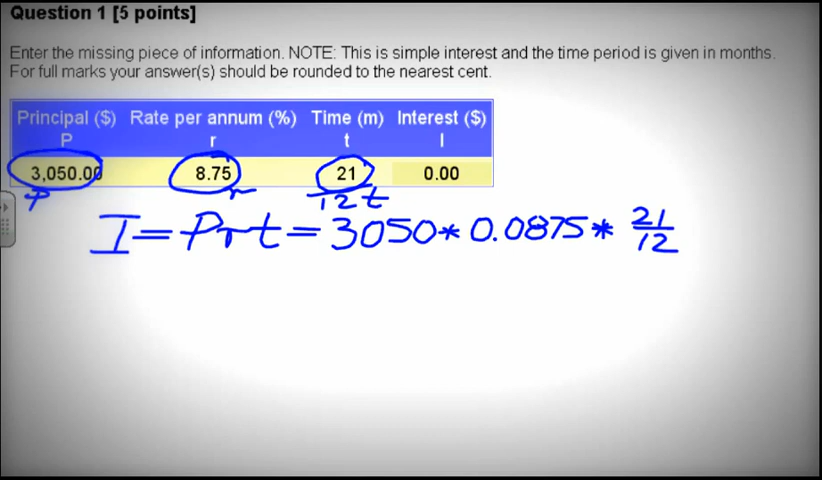 Question 1 [5 points]
Enter the missing piece of information. NOTE: This is simple interest and the time period is given in months.
For full marks your answer(s) should be rounded to the nearest cent.
Principal ($) Rate per annum (%) Time (m) Interest ($)
P r t I
3,050.00 8.75 21 0.00
P r 12 t
I = Prt = 3050 * 0.0875 * 21/12